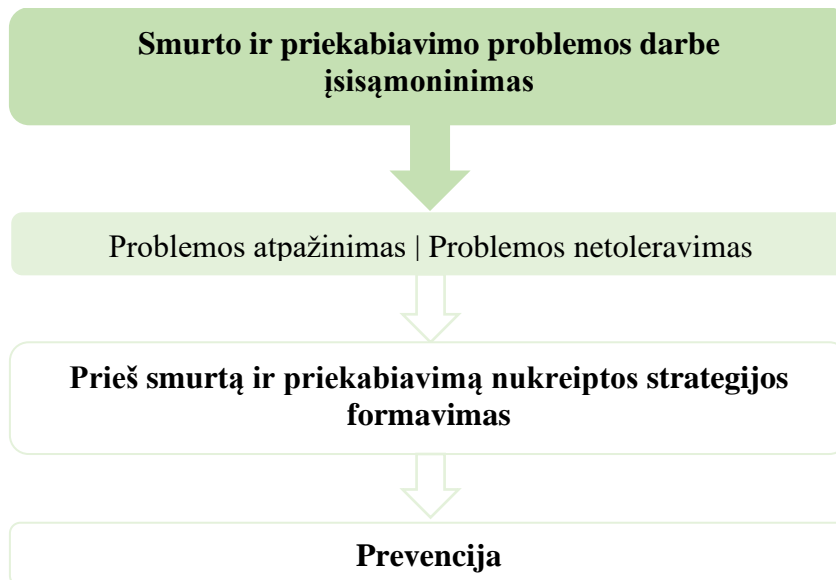 Smurto ir priekabiavimo problemos darbe
įsisąmoninimas
Problemos atpažinimas | Problemos netoleravimas
Prieš smurtą ir priekabiavimą nukreiptos strategijos
formavimas
Prevencija